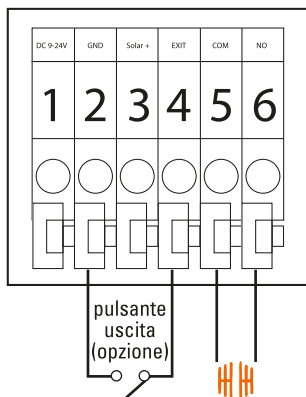 DC 9-24V GND Solar + EXIT COM NO
1 2 3 4 5 6
pulsante
uscita
(opzione)